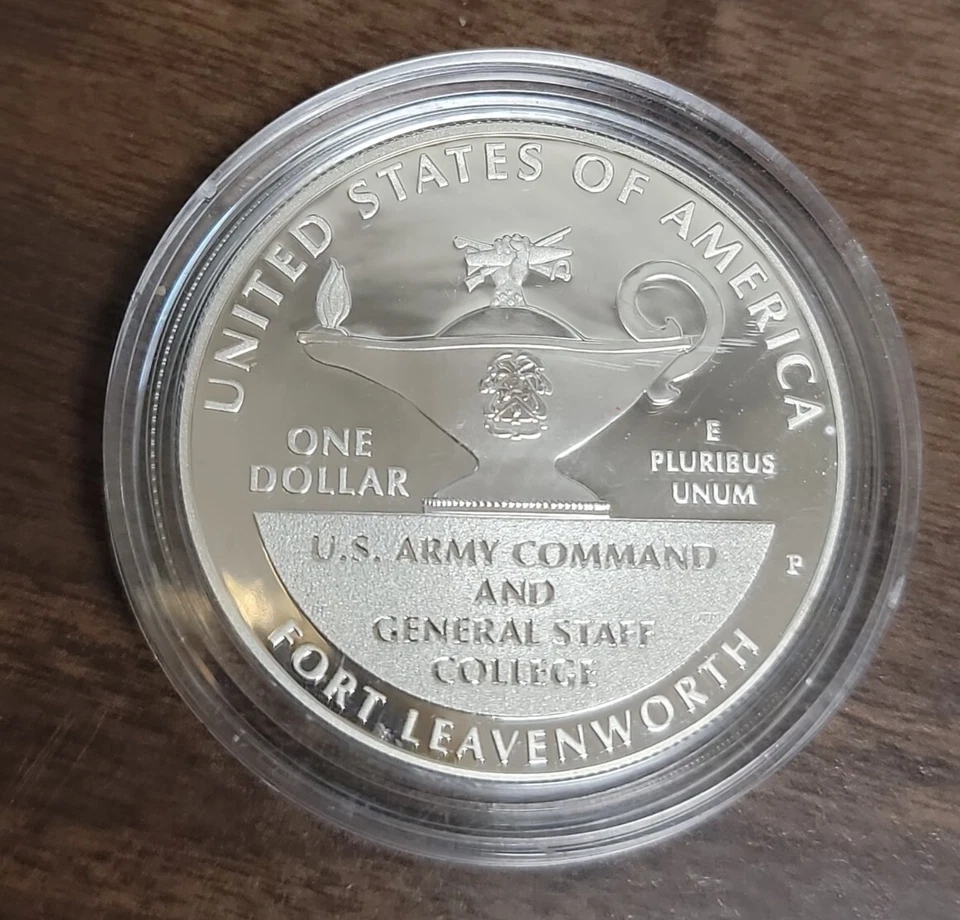 UNITED STATES OF AMERICA
ONE
DOLLAR
E
PLURIBUS
UNUM
P
U.S. ARMY COMMAND
AND
GENERAL STAFF
COLLEGE
FORT LEAVENWORTH